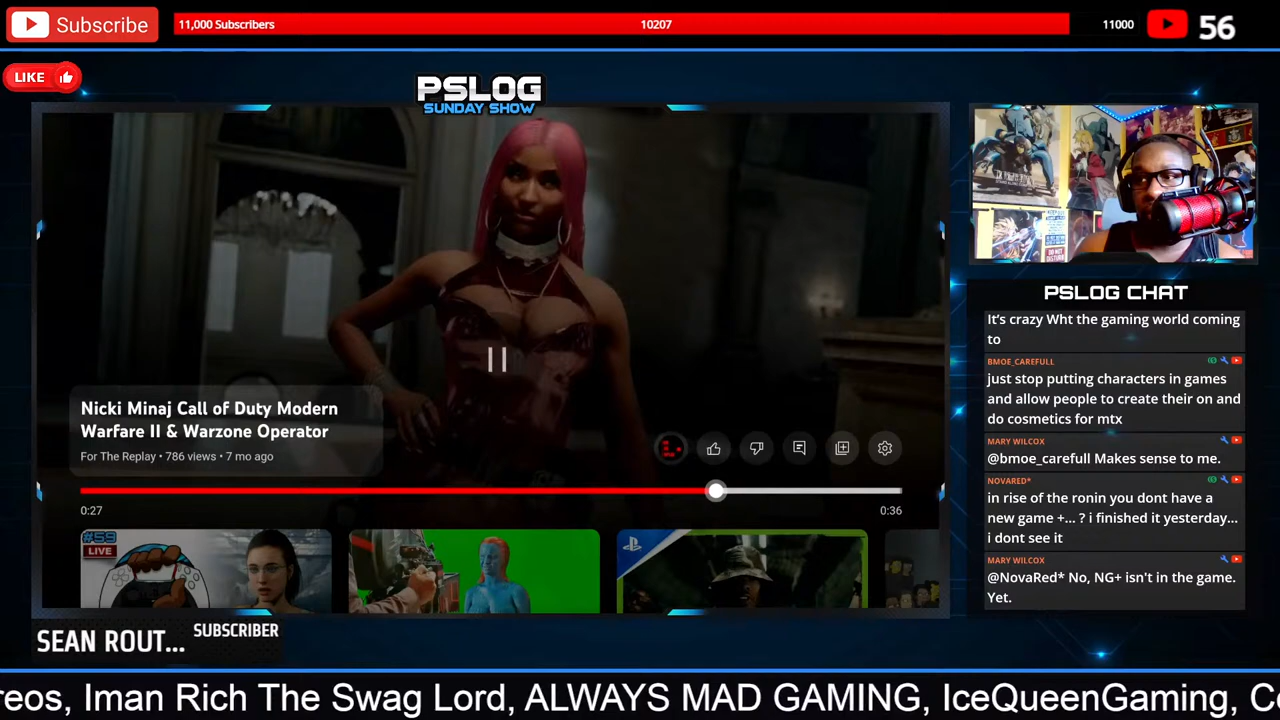 Subscribe
11,000 Subscribers
10207
11000
56
LIKE
PSLOG
SUNDAY SHOW
PSLOG CHAT
It's crazy Wht the gaming world coming
to
BMOE_CAREFULL
just stop putting characters in games
and allow people to create their on and
do cosmetics for mtx
MARY WILCOX
@bmoe_carefull Makes sense to me.
NOVARED*
in rise of the ronin you dont have a
new game +... ? i finished it yesterday...
i dont see it
MARY WILCOX
@NovaRed* No, NG+ isn't in the game.
Yet.
Nicki Minaj Call of Duty Modern
Warfare II & Warzone Operator
For The Replay • 786 views • 7 mo ago
0:27
0:36
#59
LIVE
SEAN ROUT...
SUBSCRIBER
reos, Iman Rich The Swag Lord, ALWAYS MAD GAMING, IceQueenGaming, C